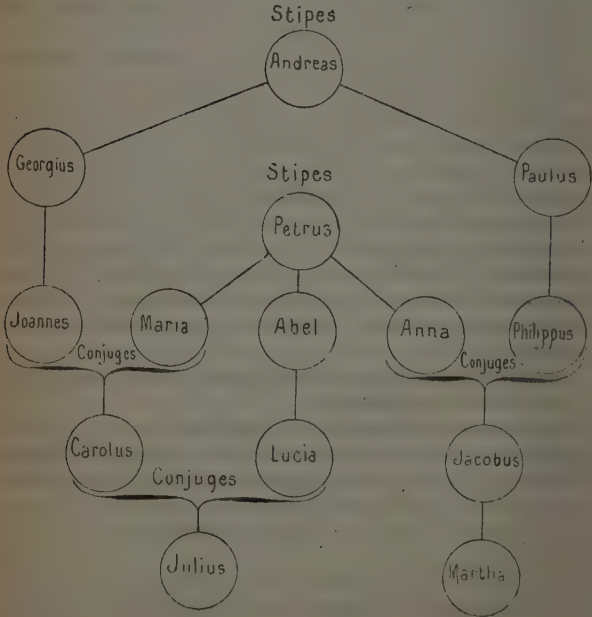 Stipes
Andreas
Georgius
Paulus
Stipes
Petrus
Joannes
Maria
Abel
Anna
Philippus
Conjuges
Conjuges
Carolus
Lucia
Jacobus
Conjuges
Julius
Martha